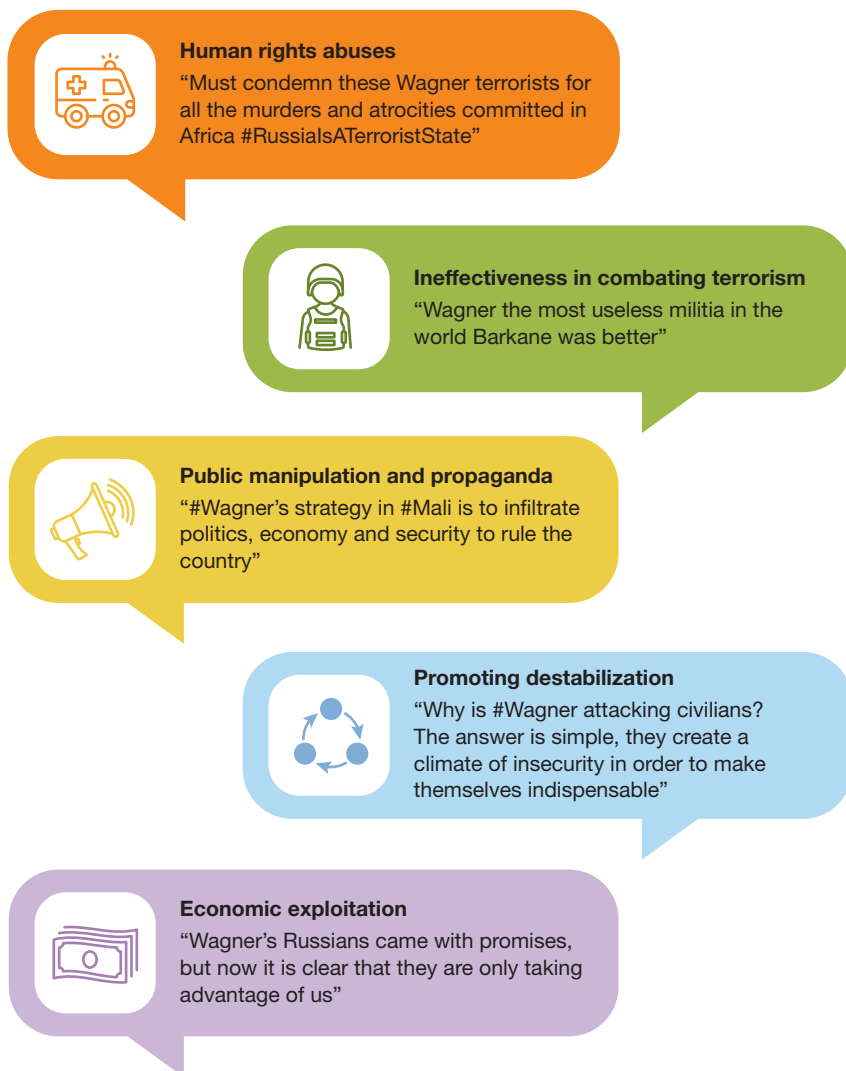 Human rights abuses
“Must condemn these Wagner terrorists for
all the murders and atrocities committed in
Africa #RussiaIsATerroristState”
Ineffectiveness in combating terrorism
“Wagner the most useless militia in the
world Barkane was better”
Public manipulation and propaganda
“#Wagner’s strategy in #Mali is to infiltrate
politics, economy and security to rule the
country”
Promoting destabilization
“Why is #Wagner attacking civilians?
The answer is simple, they create a
climate of insecurity in order to make
themselves indispensable”
Economic exploitation
“Wagner’s Russians came with promises,
but now it is clear that they are only taking
advantage of us”